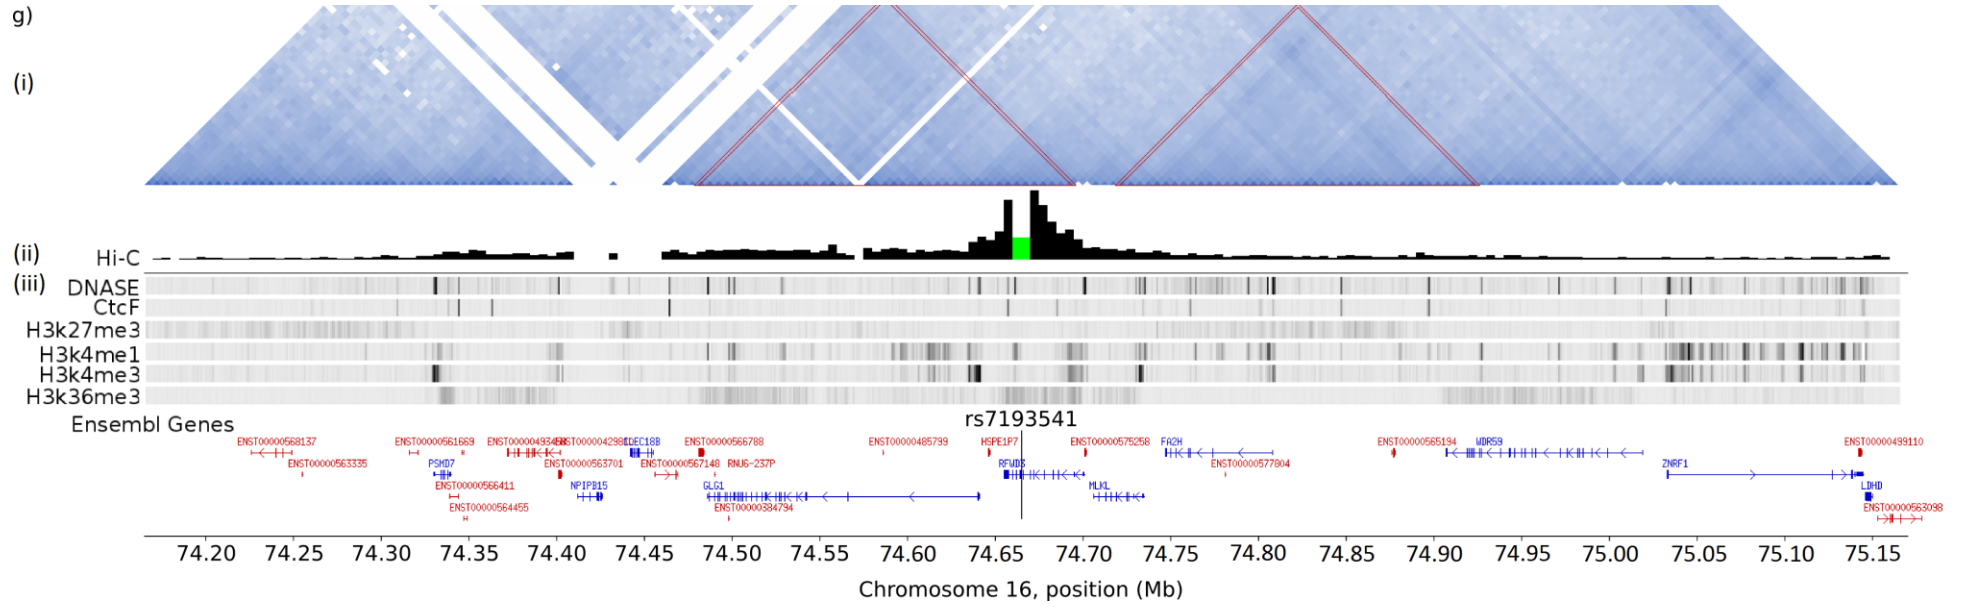 g)
(i)
(ii) Hi-C
(iii) DNASE
CtcF
H3k27me3
H3k4me1
H3k4me3
H3k36me3
Ensembl Genes
rs7193541
ENST00000568137 ENST00000561669 CLEC18B ENST00000566788 ENST00000485799 HSPE1P7 ENST00000575258 FA2H ENST00000565194 WDR59 ENST00000499110
ENST00000563335 PSMD7 ENST00000563701 ENST00000567148 RNU6-237P RFWD3 ENST00000577804 ZNRF1
ENST00000566411 NPIPB15 GLG1 MLKL LDHD
ENST00000564455 ENST00000384794 ENST00000563098
74.20 74.25 74.30 74.35 74.40 74.45 74.50 74.55 74.60 74.65 74.70 74.75 74.80 74.85 74.90 74.95 75.00 75.05 75.10 75.15
Chromosome 16, position (Mb)